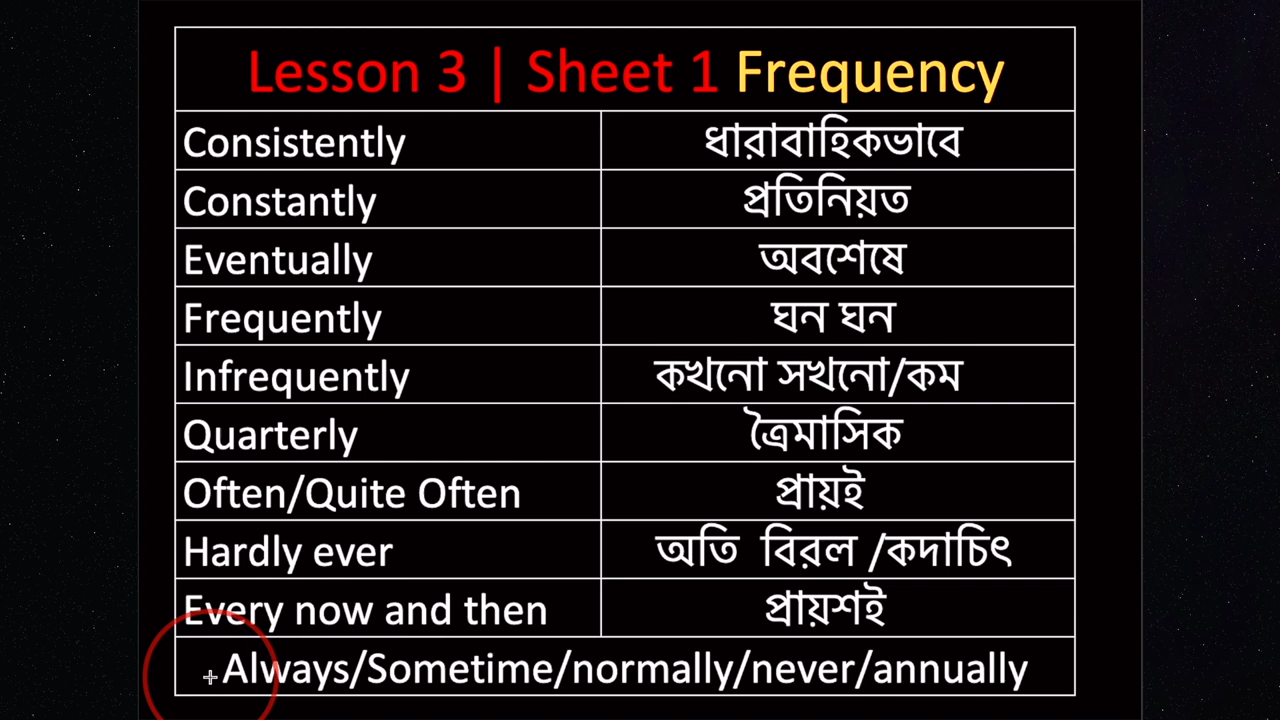 Lesson 3 | Sheet 1 Frequency
Consistently ধারাবাহিকভাবে
Constantly প্রতিনিয়ত
Eventually অবশেষে
Frequently ঘন ঘন
Infrequently কখনো সখনো/কম
Quarterly ত্রৈমাসিক
Often/Quite Often প্রায়ই
Hardly ever অতি বিরল /কদাচিৎ
Every now and then প্রায়শই
Always/Sometime/normally/never/annually